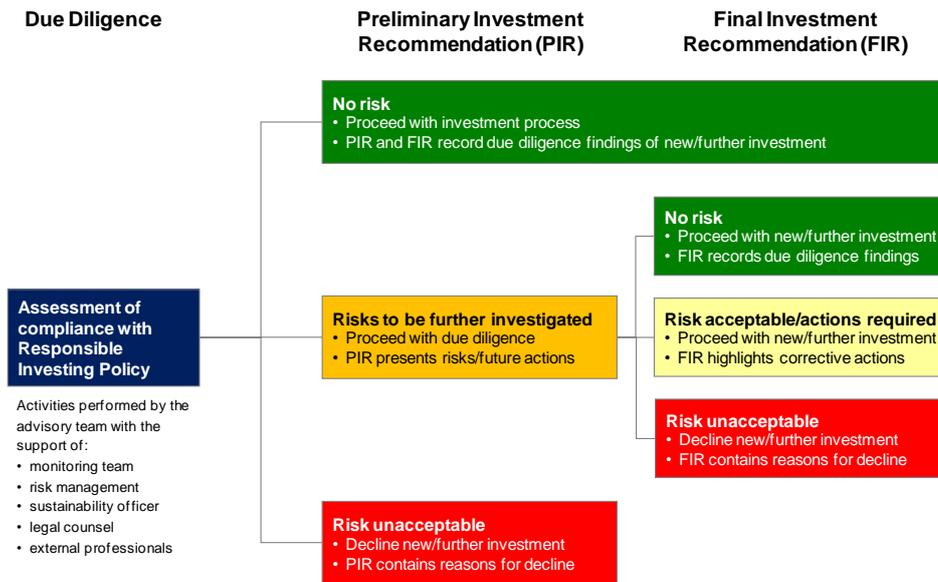 Due Diligence
Preliminary Investment
Recommendation (PIR)
Final Investment
Recommendation (FIR)
No risk
• Proceed with investment process
• PIR and FIR record due diligence findings of new/further investment
No risk
• Proceed with new/further investment
• FIR records due diligence findings
Assessment of
compliance with
Responsible
Investing Policy
Risks to be further investigated
• Proceed with due diligence
• PIR presents risks/future actions
Risk acceptable/actions required
• Proceed with new/further investment
• FIR highlights corrective actions
Activities performed by the
advisory team with the
support of:
• monitoring team
• risk management
• sustainability officer
• legal counsel
• external professionals
Risk unacceptable
• Decline new/further investment
• FIR contains reasons for decline
Risk unacceptable
• Decline new/further investment
• PIR contains reasons for decline